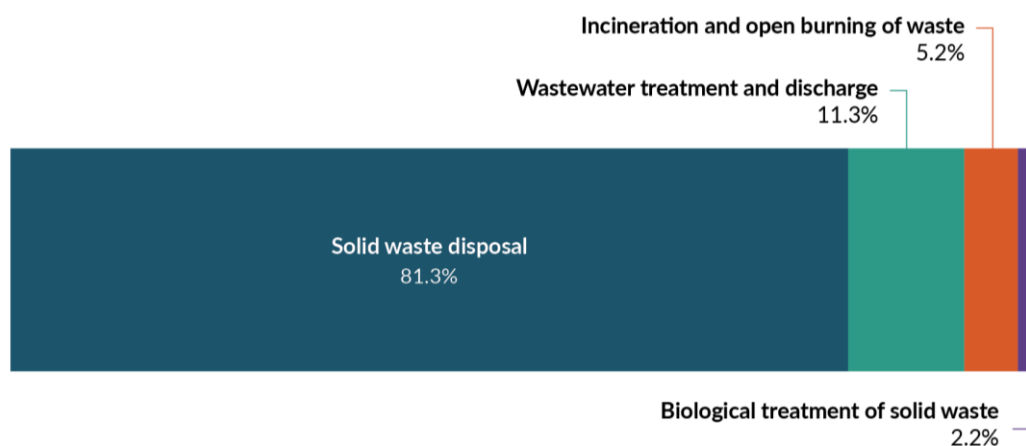 Incineration and open burning of waste
5.2%
Wastewater treatment and discharge
11.3%
Solid waste disposal
81.3%
Biological treatment of solid waste
2.2%